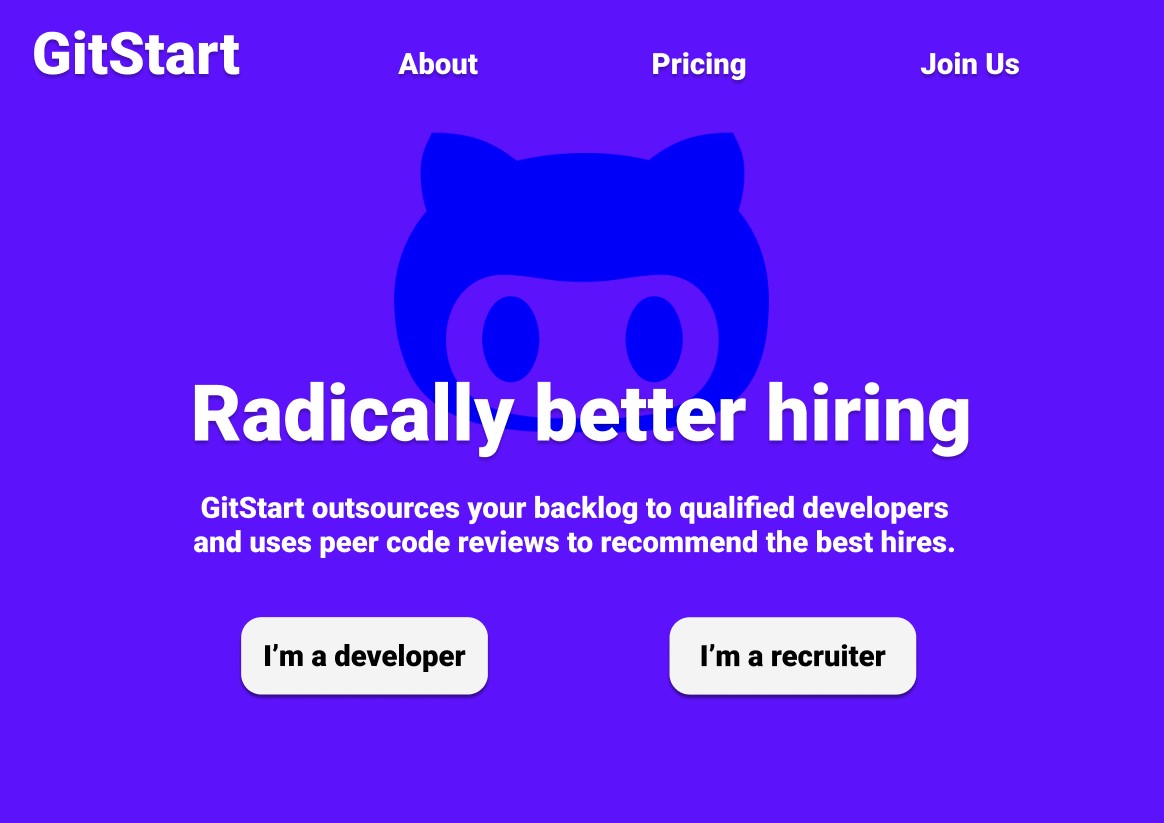 GitStart
About
Pricing
Join Us
Radically better hiring
GitStart outsources your backlog to qualified developers
and uses peer code reviews to recommend the best hires.
I’m a developer
I’m a recruiter